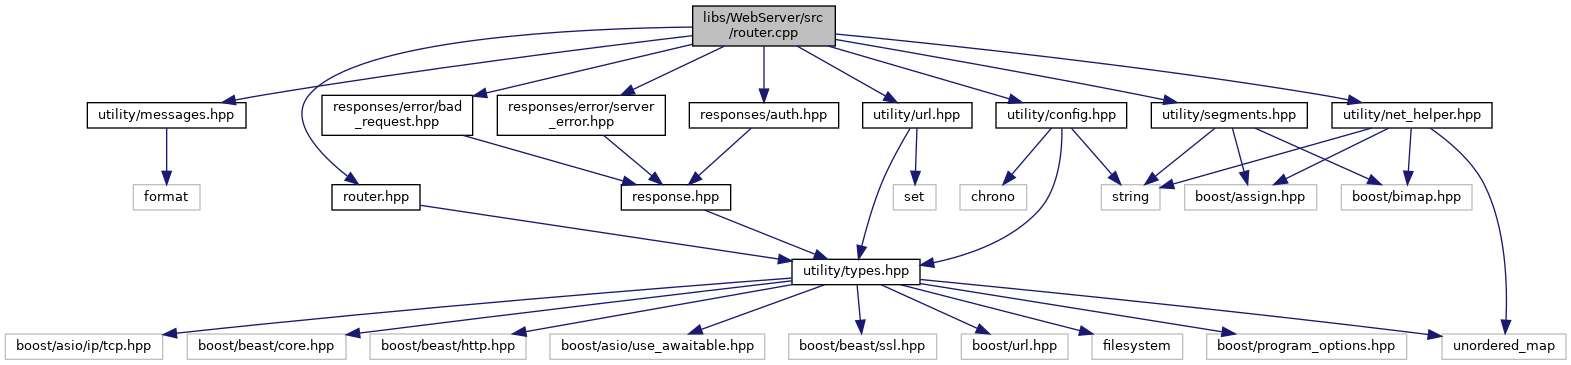 libs/WebServer/src
/router.cpp
utility/messages.hpp
responses/error/bad
_request.hpp
responses/error/server
_error.hpp
responses/auth.hpp
utility/url.hpp
utility/config.hpp
utility/segments.hpp
utility/net_helper.hpp
format
router.hpp
response.hpp
set
chrono
string
boost/assign.hpp
boost/bimap.hpp
utility/types.hpp
boost/asio/ip/tcp.hpp
boost/beast/core.hpp
boost/beast/http.hpp
boost/asio/use_awaitable.hpp
boost/beast/ssl.hpp
boost/url.hpp
filesystem
boost/program_options.hpp
unordered_map